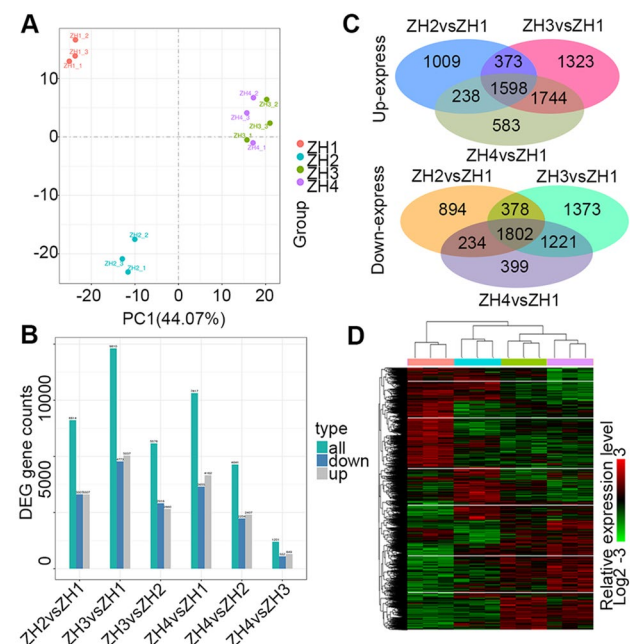 A
ZH1_2
ZH1_3
ZH1_1
10
0
-10
-20
-20
-10
0
10
20
PC1(44.07%)
ZH4_2
ZH3_2
ZH4_3
ZH3_3
ZH3_1
ZH4_1
ZH2_2
ZH2_3
ZH2_1
Group
ZH1
ZH2
ZH3
ZH4
C
Up-express
ZH2vsZH1
ZH3vsZH1
1009
373
1323
238
1598
1744
583
ZH4vsZH1
Down-express
ZH2vsZH1
ZH3vsZH1
894
378
1373
234
1802
1221
399
ZH4vsZH1
B
DEG gene counts
10000
5000
0
ZH2vsZH1
ZH3vsZH1
ZH3vsZH2
ZH4vsZH1
ZH4vsZH2
ZH4vsZH3
type
all
down
up
D
Relative expression level
Log2 -3
3